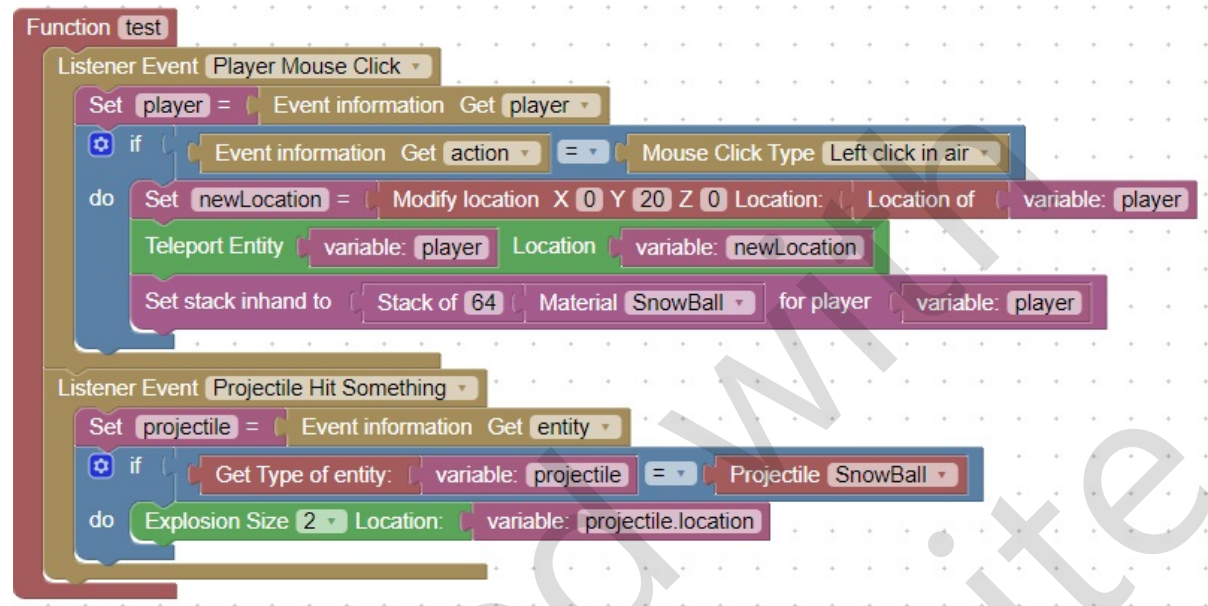 Function test
Listener Event Player Mouse Click
Set player = Event information Get player
if Event information Get action = Mouse Click Type Left click in air
do Set newLocation = Modify location X 0 Y 20 Z 0 Location: Location of variable: player
Teleport Entity variable: player Location variable: newLocation
Set stack inhand to Stack of 64 Material SnowBall for player variable: player
Listener Event Projectile Hit Something
Set projectile = Event information Get entity
if Get Type of entity: variable: projectile = Projectile SnowBall
do Explosion Size 2 Location: variable: projectile.location